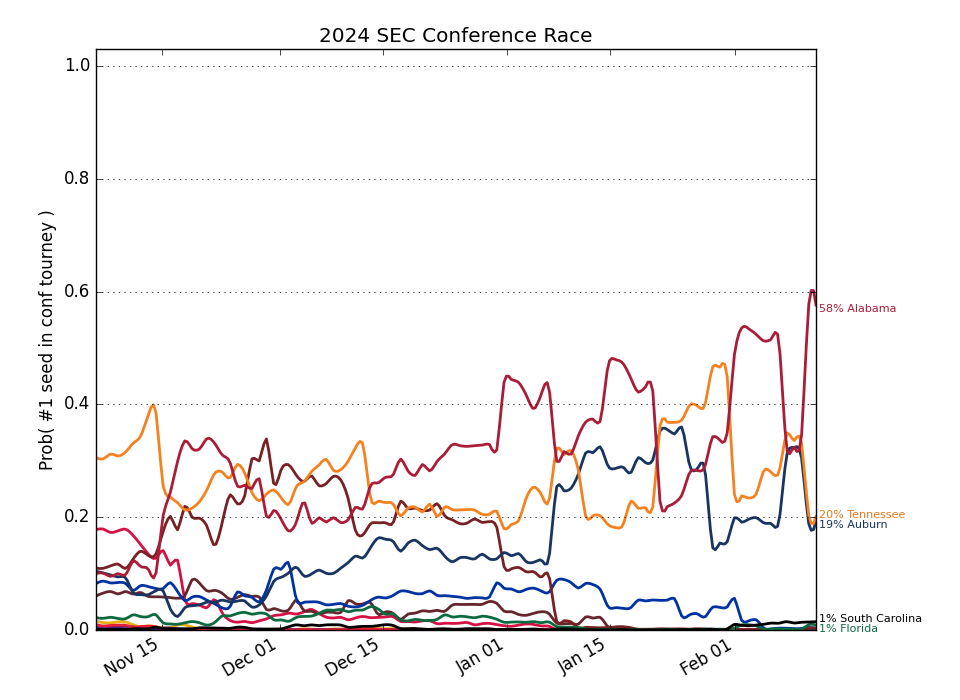 2024 SEC Conference Race
Prob( #1 seed in conf tourney )
1.0
0.8
0.6
0.4
0.2
0.0
58% Alabama
20% Tennessee
19% Auburn
1% South Carolina
1% Florida
Nov 15
Dec 01
Dec 15
Jan 01
Jan 15
Feb 01